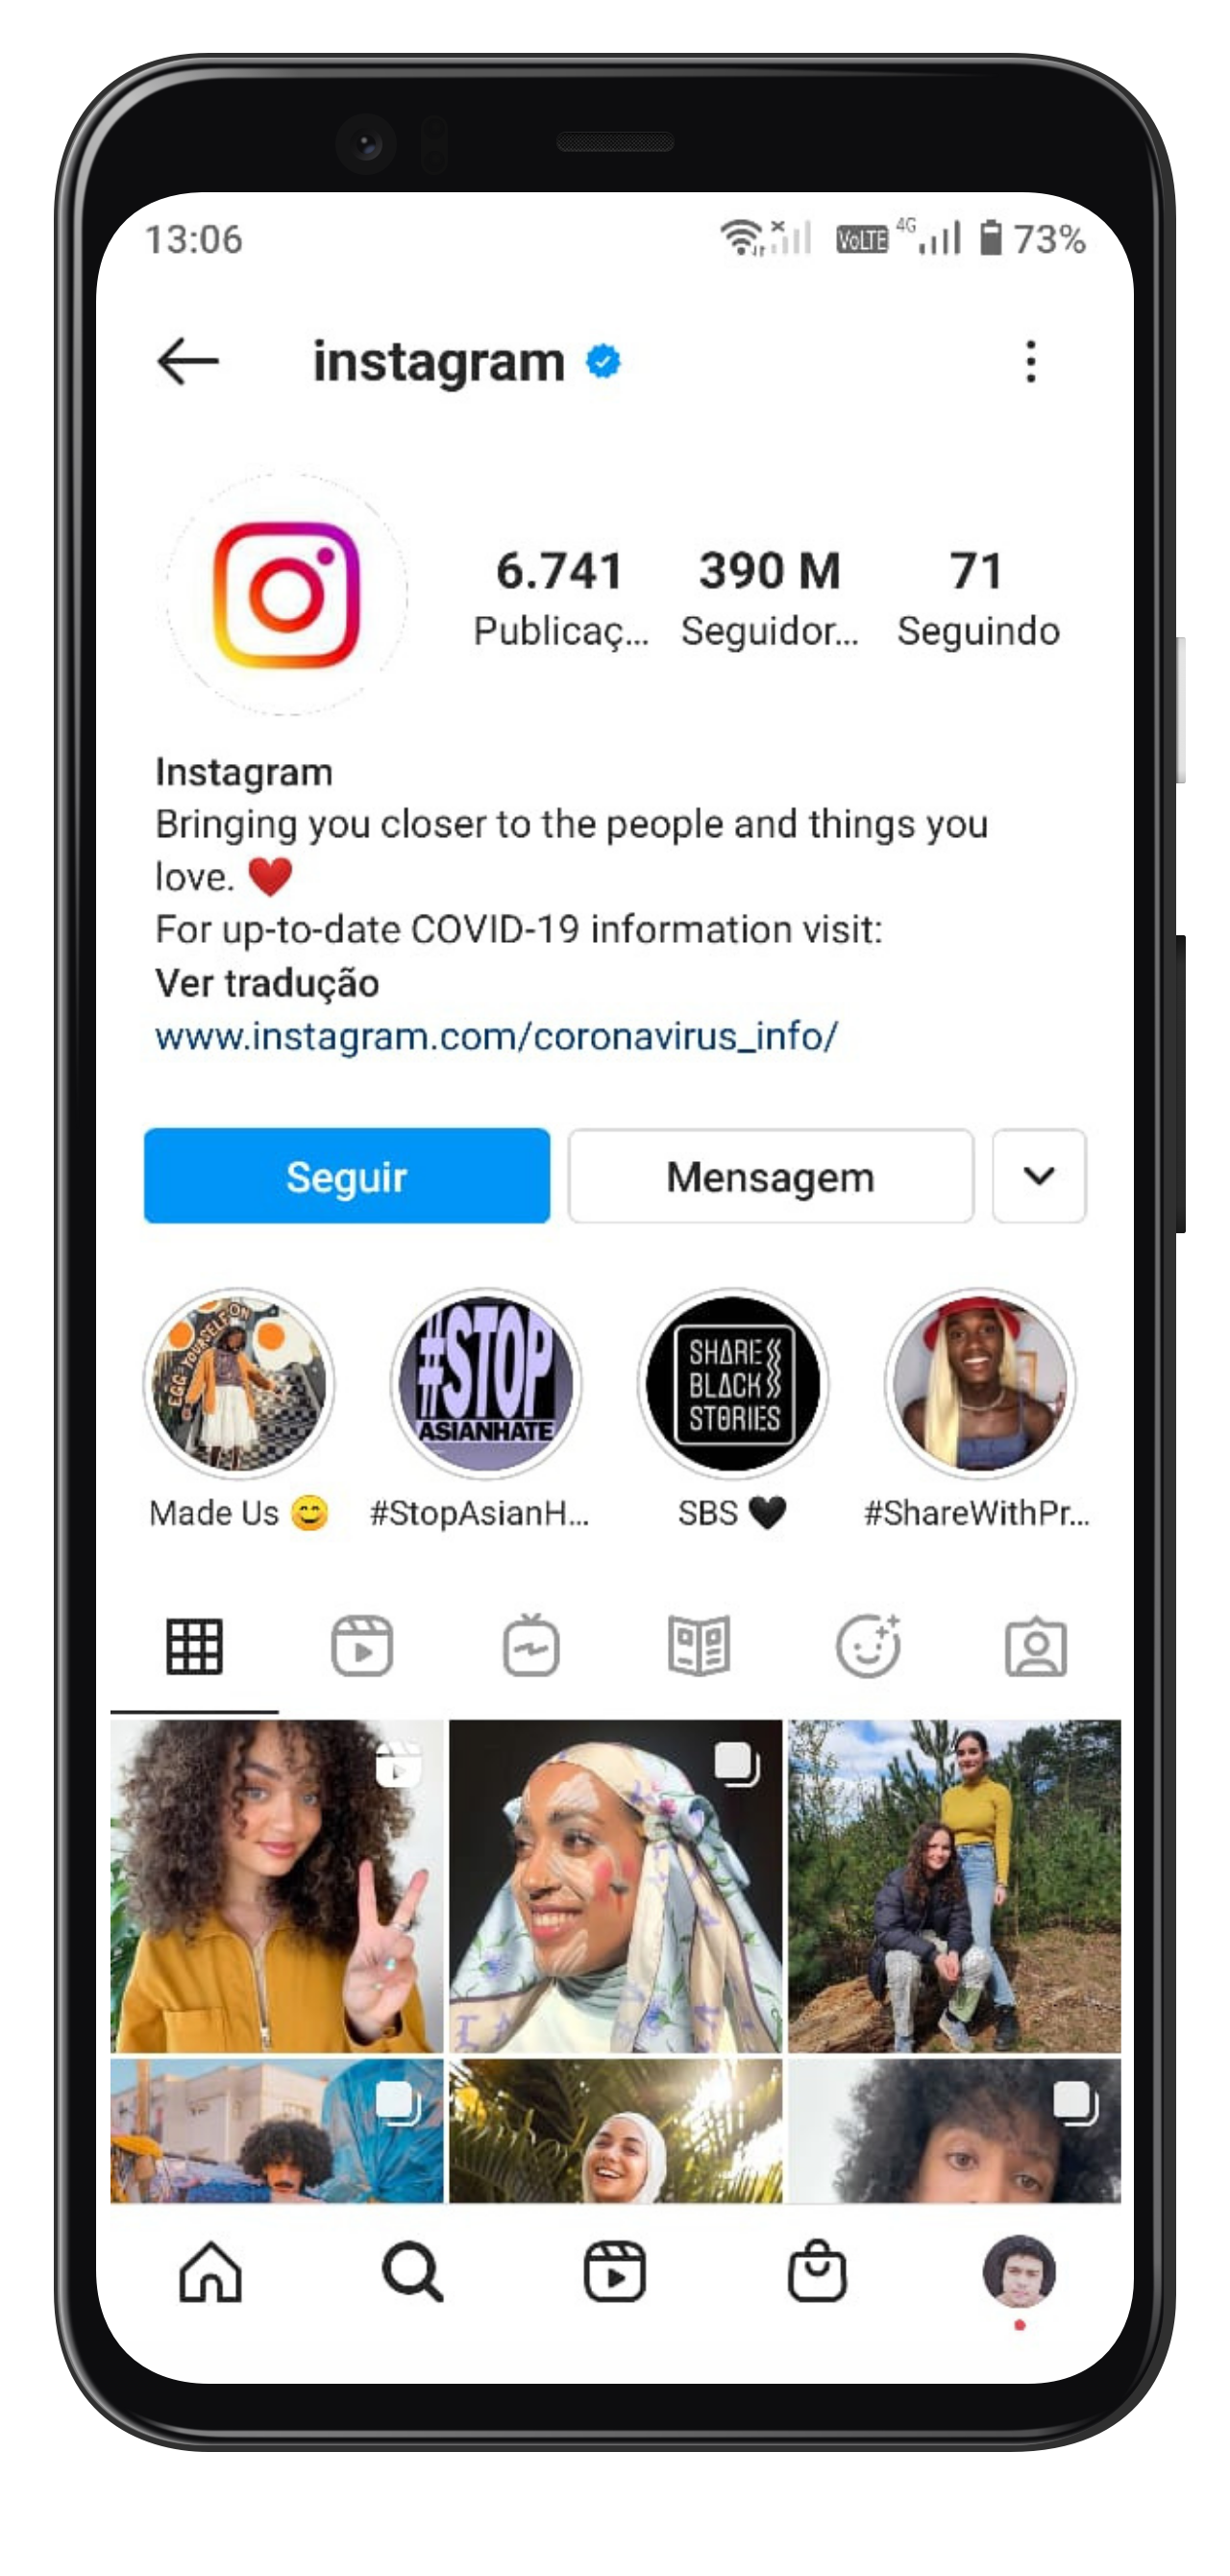 13:06 VoLTE 4G 73%
instagram
6.741 390 M 71
Publicaç... Seguidor... Seguindo
Instagram
Bringing you closer to the people and things you
love. ❤️
For up-to-date COVID-19 information visit:
Ver tradução
www.instagram.com/coronavirus_info/
Seguir Mensagem
EGG YOURSELF ON
#STOP
ASIANHATE
SHARE
BLACK
STORIES
Made Us 😊 #StopAsianH... SBS 🖤 #ShareWithPr...